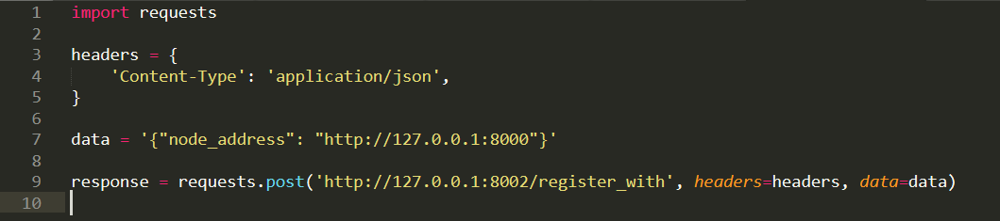 1 import requests
2
3 headers = {
4     'Content-Type': 'application/json',
5 }
6
7 data = '{"node_address": "http://127.0.0.1:8000"}'
8
9 response = requests.post('http://127.0.0.1:8002/register_with', headers=headers, data=data)
10